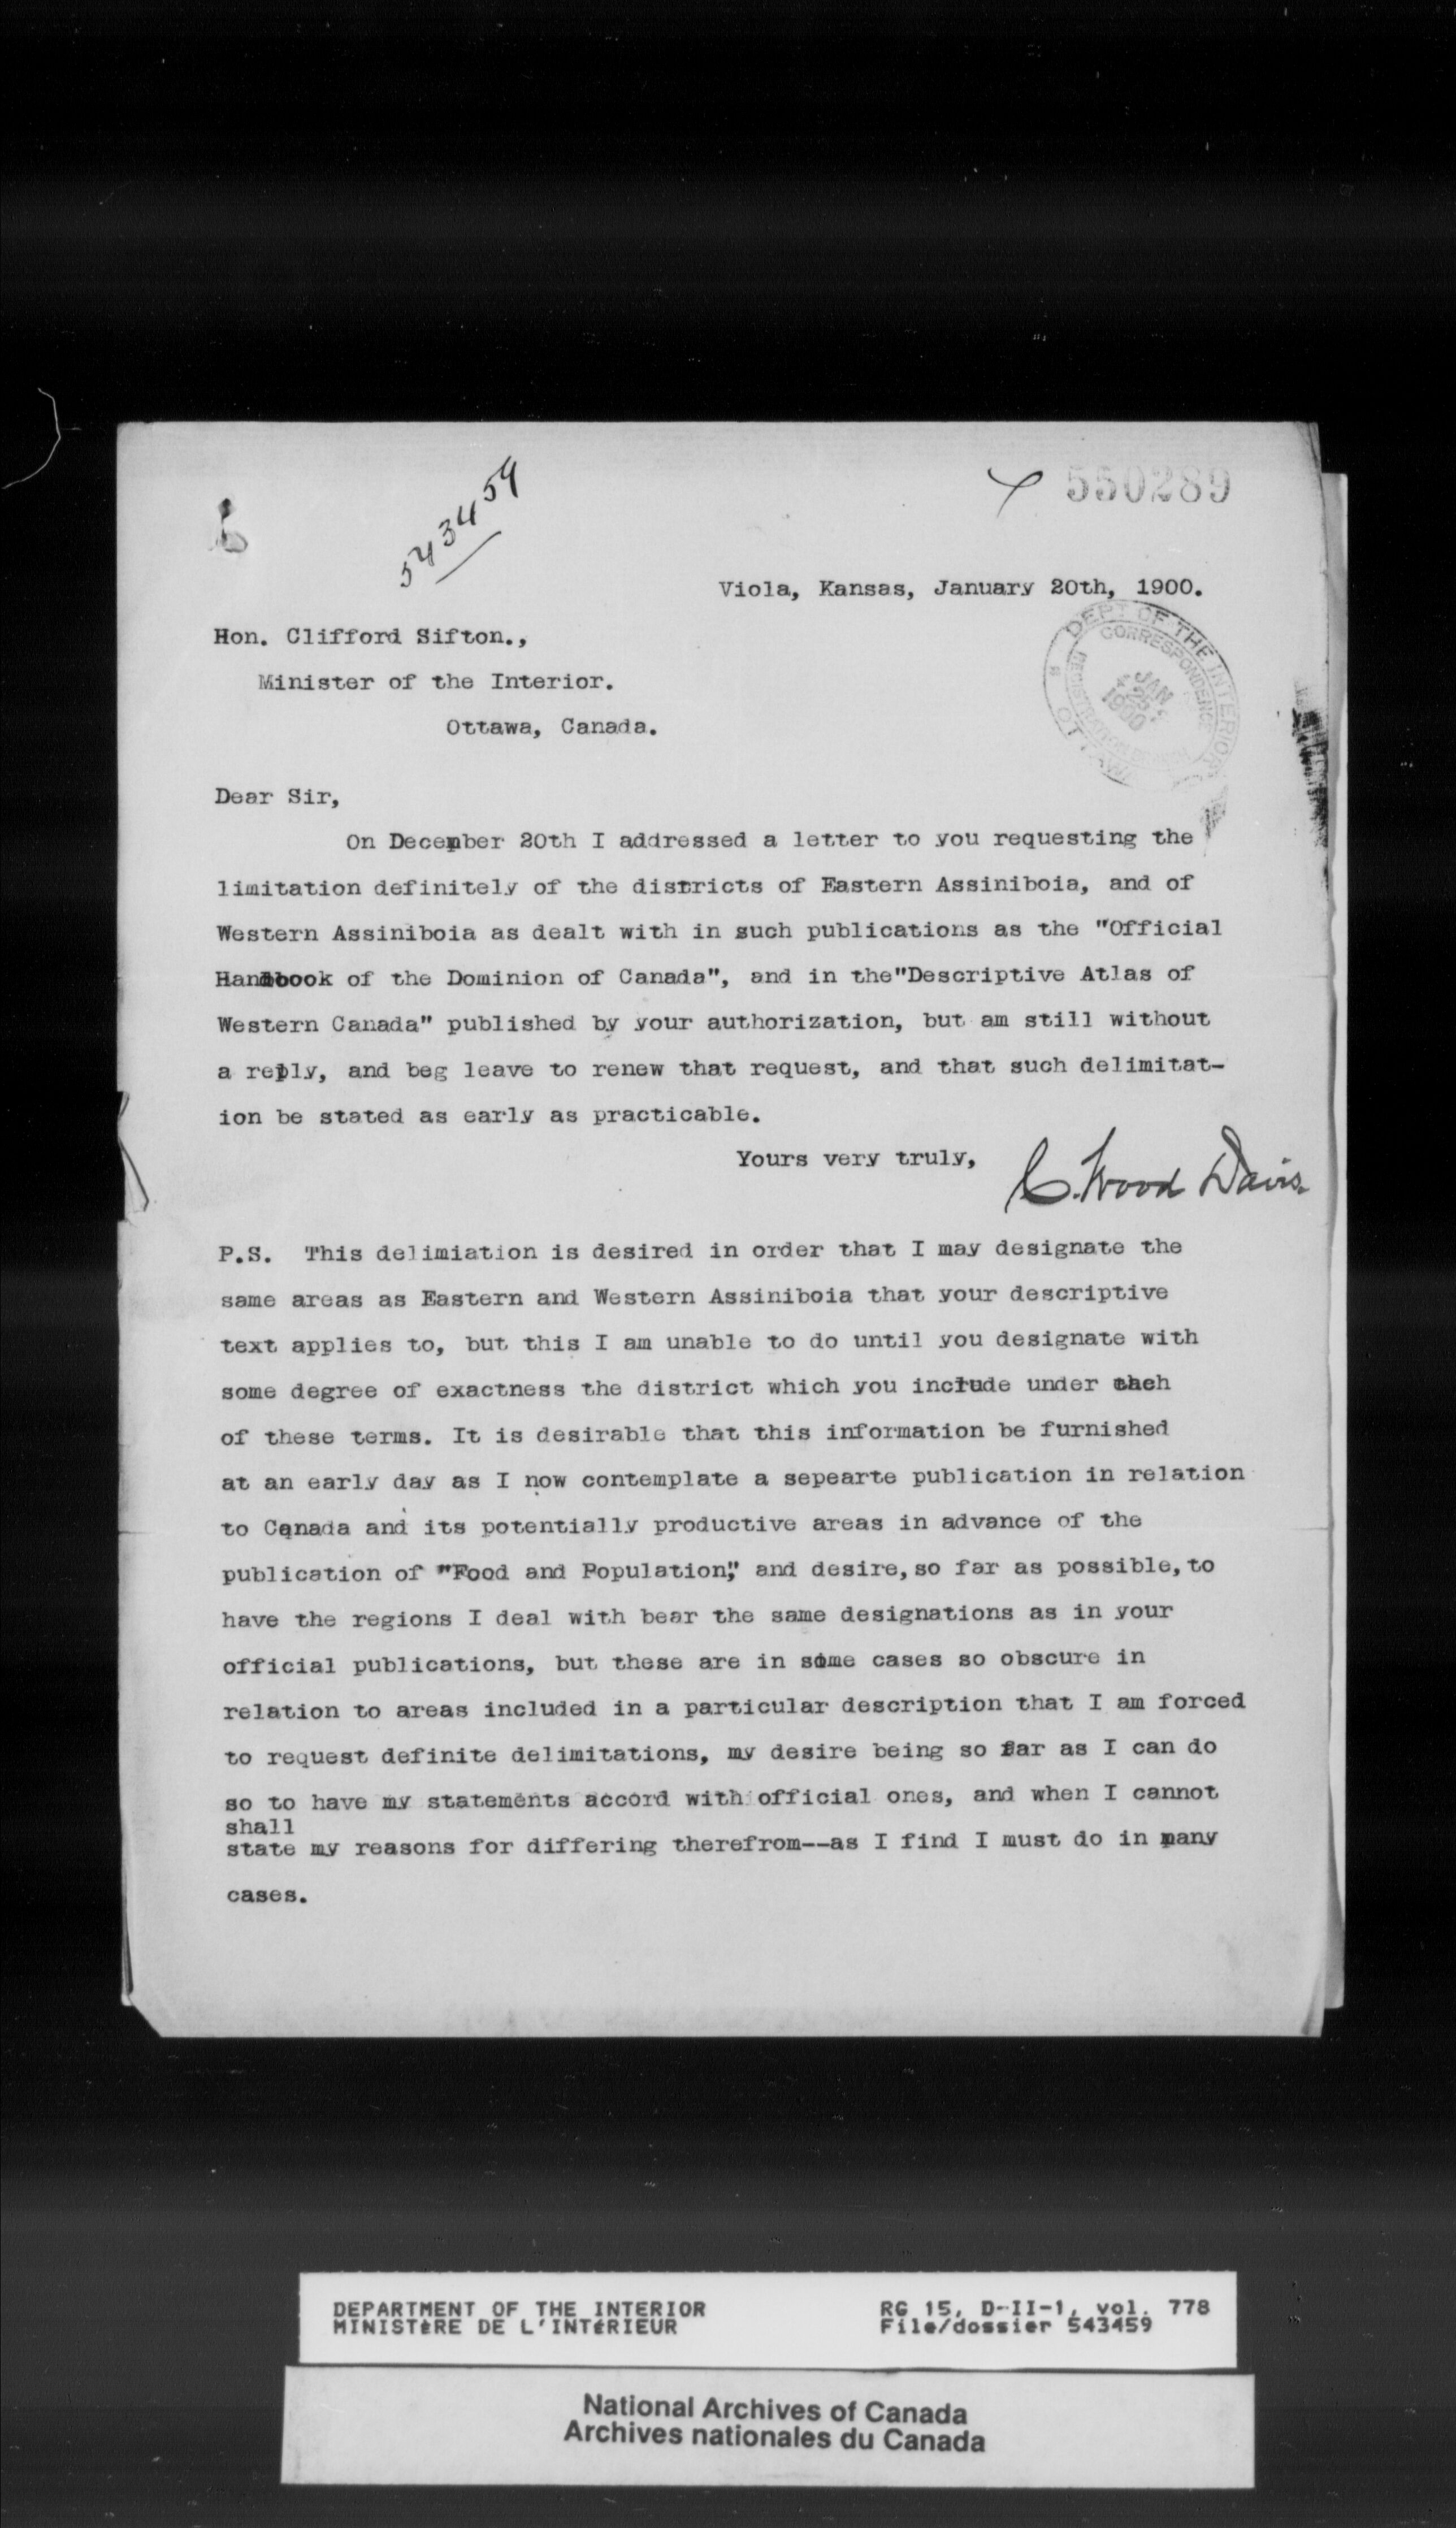 543459
550289
Viola, Kansas, January 20th, 1900.
DEPT OF THE INTERIOR
CORRESPONDENCE
JAN
25
1900
OTTAWA
Hon. Clifford Sifton.,
Minister of the Interior.
Ottawa, Canada.
Dear Sir,
On December 20th I addressed a letter to you requesting the
limitation definitely of the districts of Eastern Assiniboia, and of
Western Assiniboia as dealt with in such publications as the "Official
Handbook of the Dominion of Canada", and in the"Descriptive Atlas of
Western Canada" published by your authorization, but am still without
a reply, and beg leave to renew that request, and that such delimitat-
ion be stated as early as practicable.
Yours very truly,
C. Wood Davis.
P.S. This delimiation is desired in order that I may designate the
same areas as Eastern and Western Assiniboia that your descriptive
text applies to, but this I am unable to do until you designate with
some degree of exactness the district which you include under each
of these terms. It is desirable that this information be furnished
at an early day as I now contemplate a sepearte publication in relation
to Canada and its potentially productive areas in advance of the
publication of "Food and Population", and desire, so far as possible, to
have the regions I deal with bear the same designations as in your
official publications, but these are in some cases so obscure in
relation to areas included in a particular description that I am forced
to request definite delimitations, my desire being so far as I can do
so to have my statements accord with official ones, and when I cannot
shall
state my reasons for differing therefrom--as I find I must do in many
cases.
DEPARTMENT OF THE INTERIOR
MINISTèRE DE L'INTéRIEUR
RG 15, D-II-1, vol. 778
File/dossier 543459
National Archives of Canada
Archives nationales du Canada